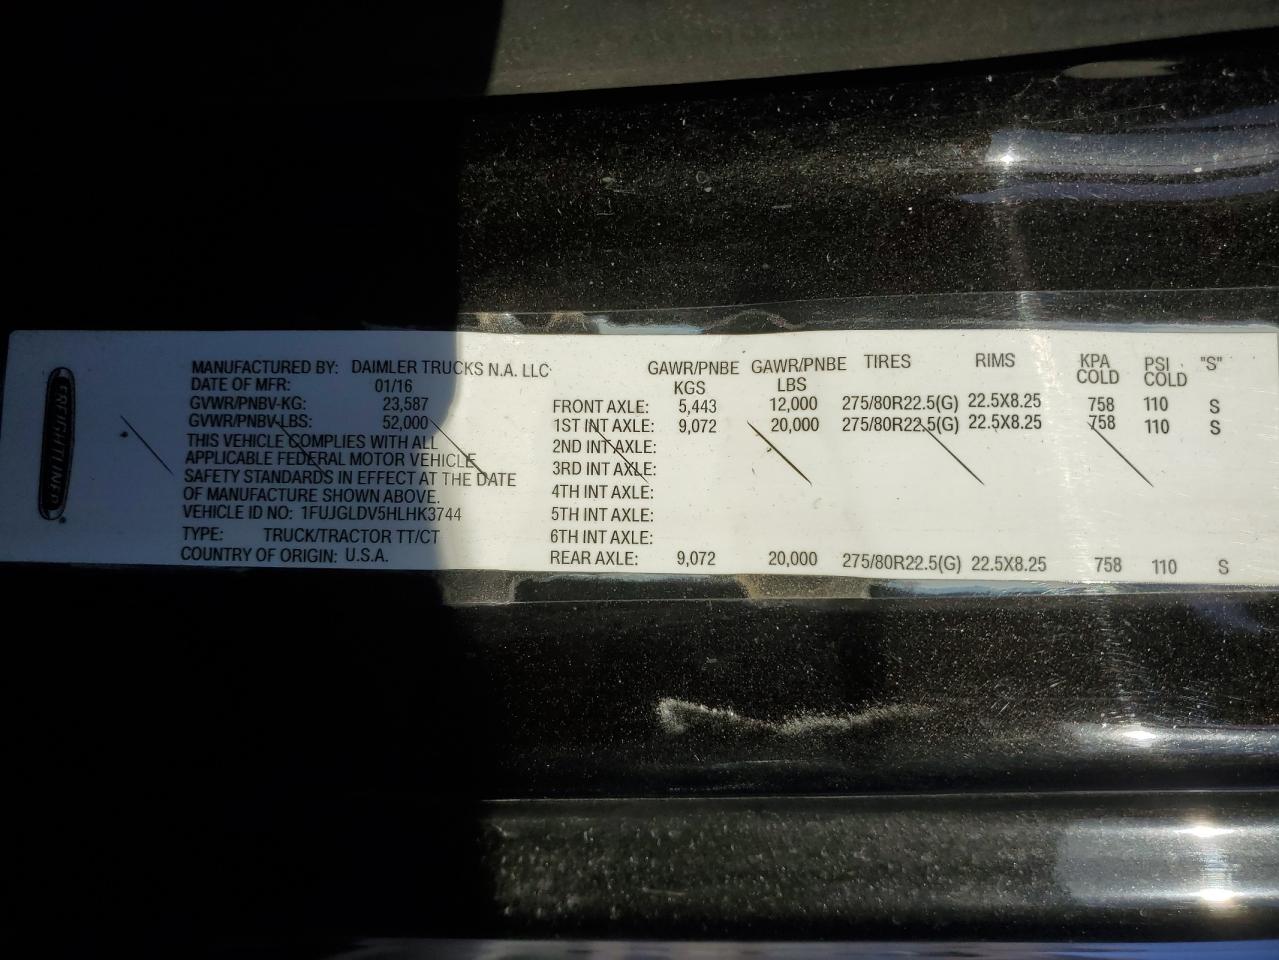 FREIGHTLINER
MANUFACTURED BY: DAIMLER TRUCKS N.A. LLC
DATE OF MFR: 01/16
GVWR/PNBV-KG: 23,587
GVWR/PNBV-LBS: 52,000
THIS VEHICLE COMPLIES WITH ALL
APPLICABLE FEDERAL MOTOR VEHICLE
SAFETY STANDARDS IN EFFECT AT THE DATE
OF MANUFACTURE SHOWN ABOVE.
VEHICLE ID NO: 1FUJGLDV5HLHK3744
TYPE: TRUCK/TRACTOR TT/CT
COUNTRY OF ORIGIN: U.S.A.
GAWR/PNBE KGS GAWR/PNBE LBS TIRES RIMS KPA COLD PSI COLD "S"
FRONT AXLE: 5,443 12,000 275/80R22.5(G) 22.5X8.25 758 110 S
1ST INT AXLE: 9,072 20,000 275/80R22.5(G) 22.5X8.25 758 110 S
2ND INT AXLE:
3RD INT AXLE:
4TH INT AXLE:
5TH INT AXLE:
6TH INT AXLE:
REAR AXLE: 9,072 20,000 275/80R22.5(G) 22.5X8.25 758 110 S